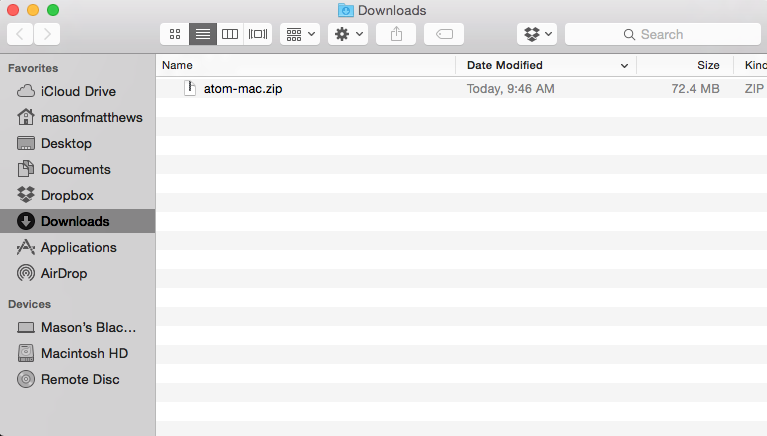 Downloads
Search
Favorites
iCloud Drive
masonfmatthews
Desktop
Documents
Dropbox
Downloads
Applications
AirDrop
Devices
Mason's Blac...
Macintosh HD
Remote Disc
Name Date Modified Size Kind
atom-mac.zip Today, 9:46 AM 72.4 MB ZIP